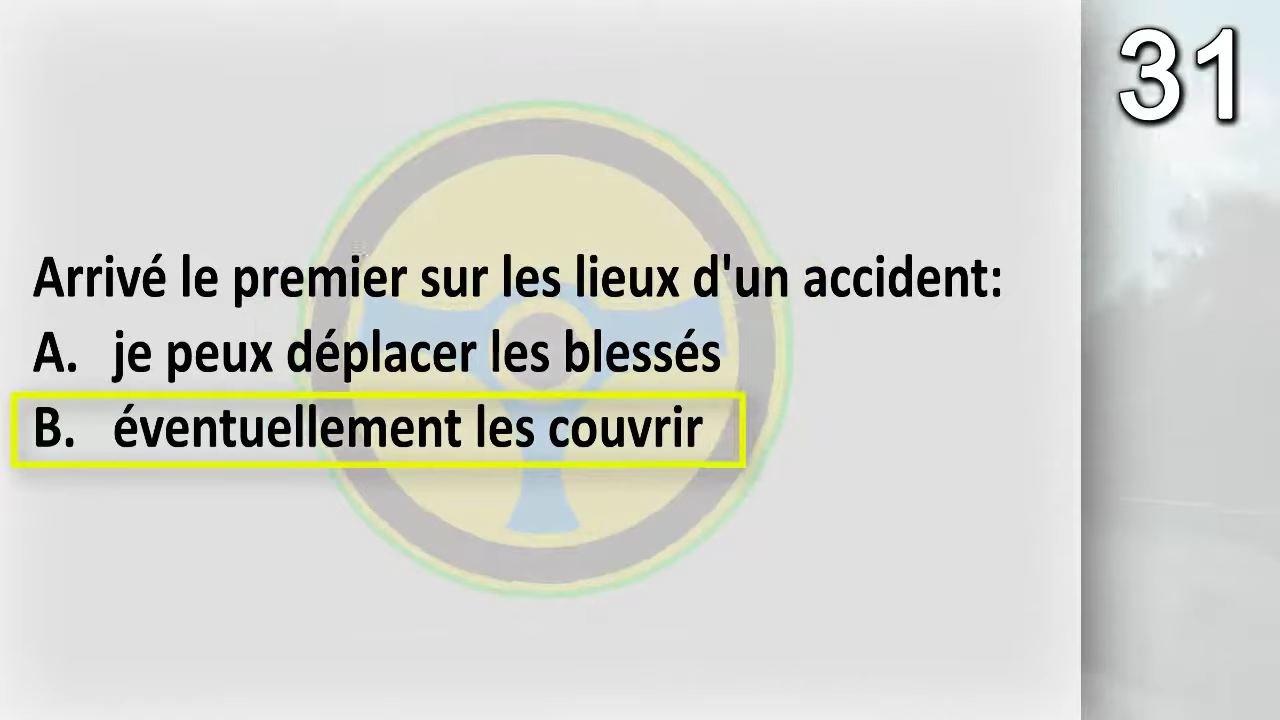 31
Arrivé le premier sur les lieux d'un accident:
A. je peux déplacer les blessés
B. éventuellement les couvrir